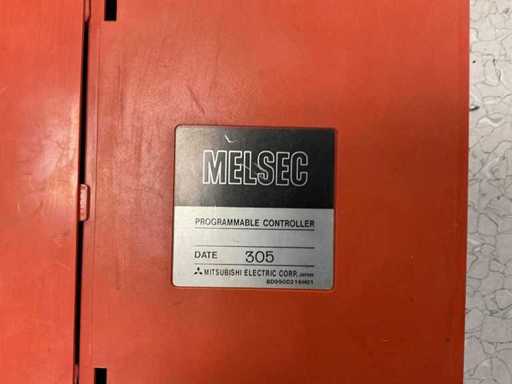 MELSEC
PROGRAMMABLE CONTROLLER
DATE 305
MITSUBISHI ELECTRIC CORP. JAPAN